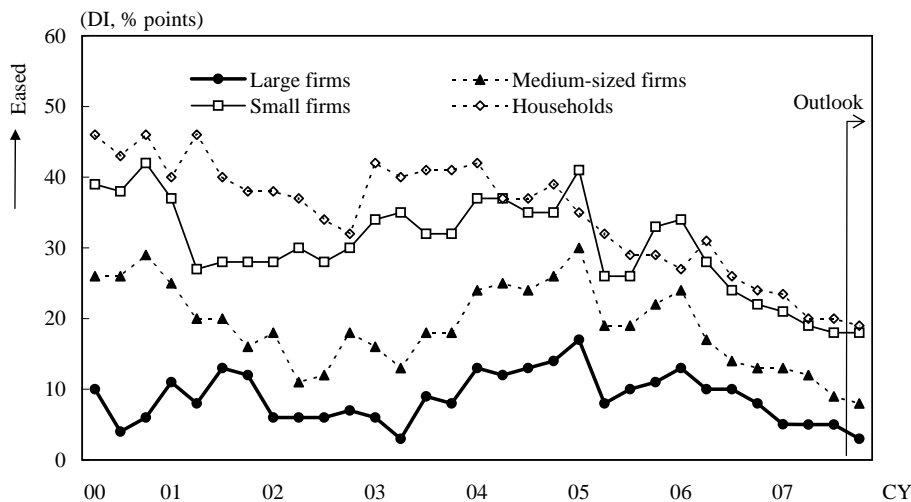 (DI, % points)
60
50
40
30
20
10
0
Eased
Large firms
Medium-sized firms
Small firms
Households
Outlook
00 01 02 03 04 05 06 07 CY